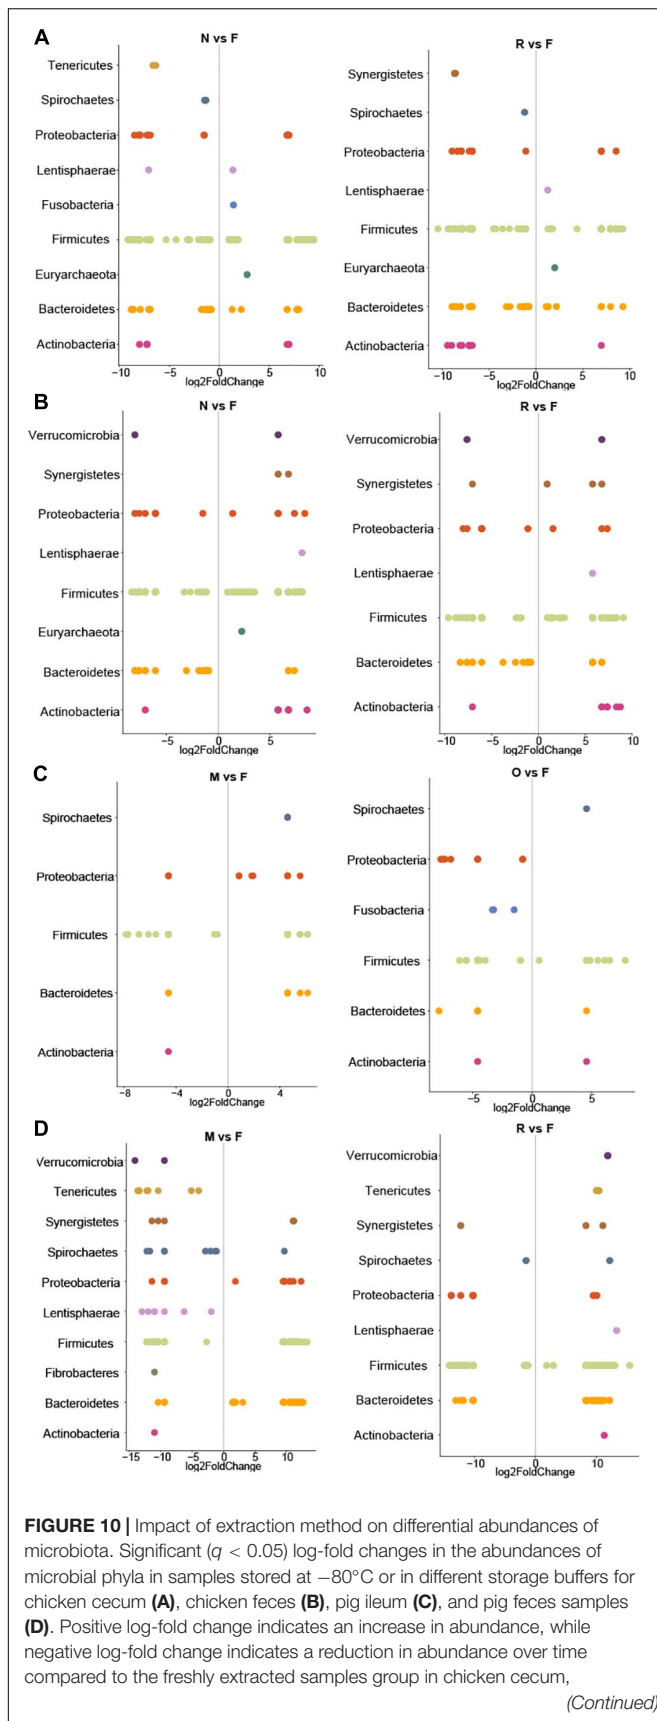 A
N vs F
Tenericutes
Spirochaetes
Proteobacteria
Lentisphaerae
Fusobacteria
Firmicutes
Euryarchaeota
Bacteroidetes
Actinobacteria
−10 −5 0 5 10
log2FoldChange
R vs F
Synergistetes
Spirochaetes
Proteobacteria
Lentisphaerae
Firmicutes
Euryarchaeota
Bacteroidetes
Actinobacteria
−10 −5 0 5 10
log2FoldChange
B
N vs F
Verrucomicrobia
Synergistetes
Proteobacteria
Lentisphaerae
Firmicutes
Euryarchaeota
Bacteroidetes
Actinobacteria
−5 0 5
log2FoldChange
R vs F
Verrucomicrobia
Synergistetes
Proteobacteria
Lentisphaerae
Firmicutes
Bacteroidetes
Actinobacteria
−10 −5 0 5 10
log2FoldChange
C
M vs F
Spirochaetes
Proteobacteria
Firmicutes
Bacteroidetes
Actinobacteria
−8 −4 0 4
log2FoldChange
O vs F
Spirochaetes
Proteobacteria
Fusobacteria
Firmicutes
Bacteroidetes
Actinobacteria
−5 0 5
log2FoldChange
D
M vs F
Verrucomicrobia
Tenericutes
Synergistetes
Spirochaetes
Proteobacteria
Lentisphaerae
Firmicutes
Fibrobacteres
Bacteroidetes
Actinobacteria
−15 −10 −5 0 5 10
log2FoldChange
R vs F
Verrucomicrobia
Tenericutes
Synergistetes
Spirochaetes
Proteobacteria
Lentisphaerae
Firmicutes
Bacteroidetes
Actinobacteria
−10 0 10
log2FoldChange
FIGURE 10 | Impact of extraction method on differential abundances of
microbiota. Significant (q < 0.05) log-fold changes in the abundances of
microbial phyla in samples stored at −80°C or in different storage buffers for
chicken cecum (A), chicken feces (B), pig ileum (C), and pig feces samples
(D). Positive log-fold change indicates an increase in abundance, while
negative log-fold change indicates a reduction in abundance over time
compared to the freshly extracted samples group in chicken cecum,
(Continued)